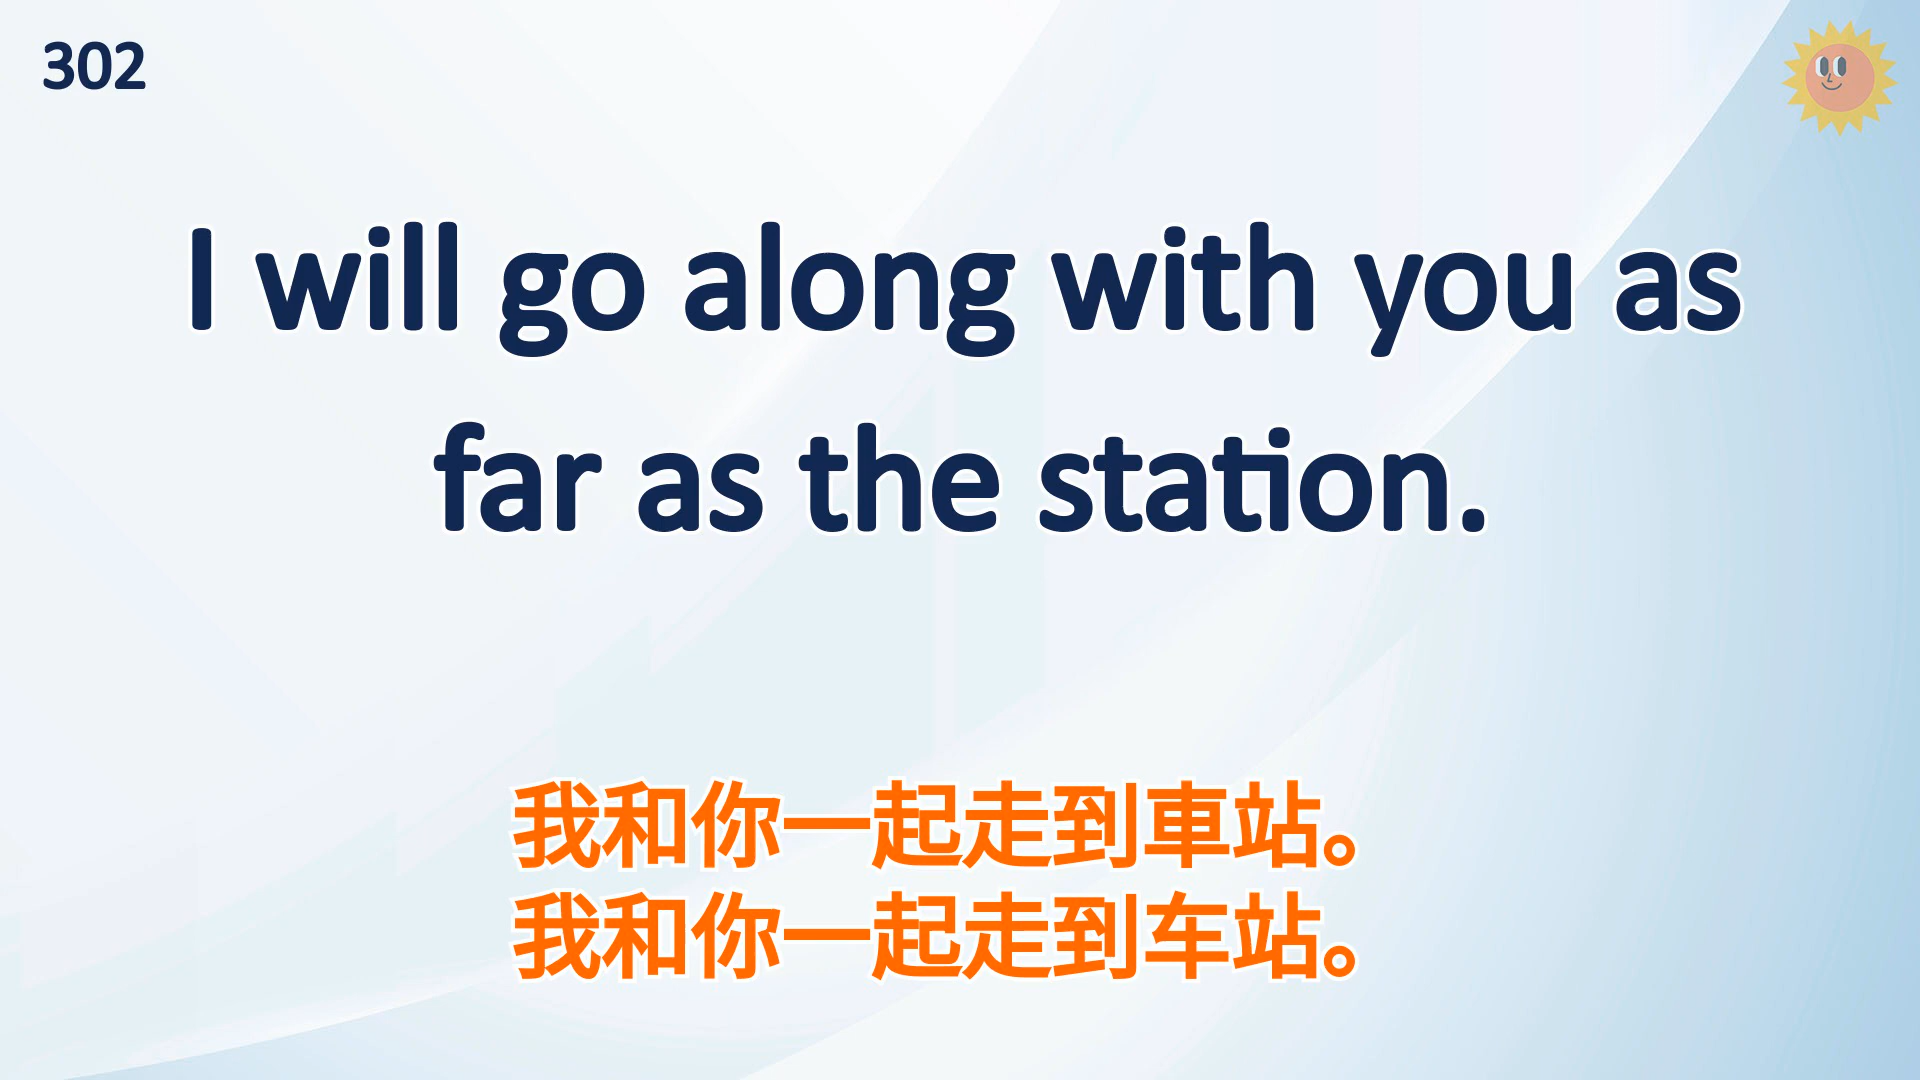 302
I will go along with you as
far as the station.
我和你一起走到車站。
我和你一起走到车站。